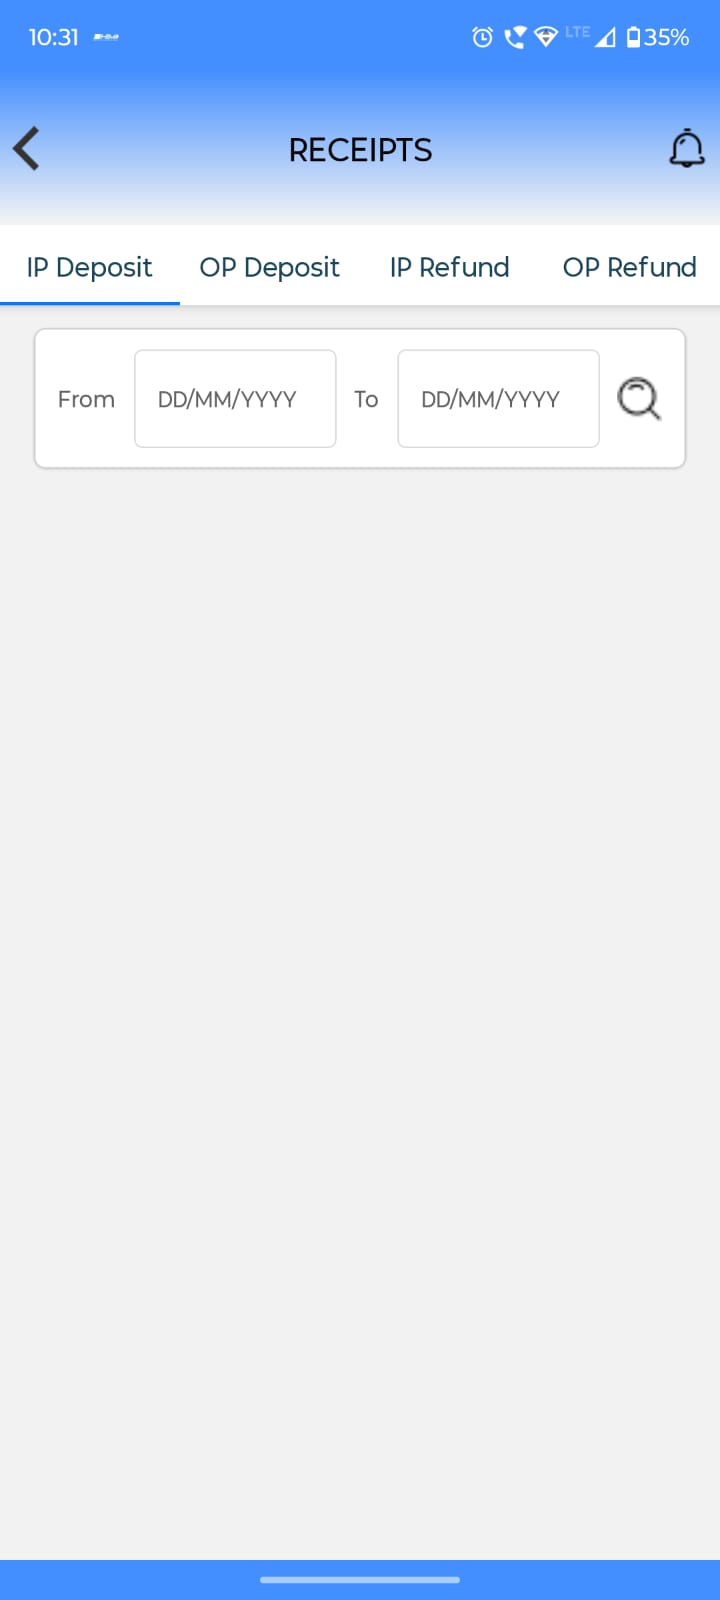 10:31 LTE 35%
RECEIPTS
IP Deposit OP Deposit IP Refund OP Refund
From DD/MM/YYYY To DD/MM/YYYY